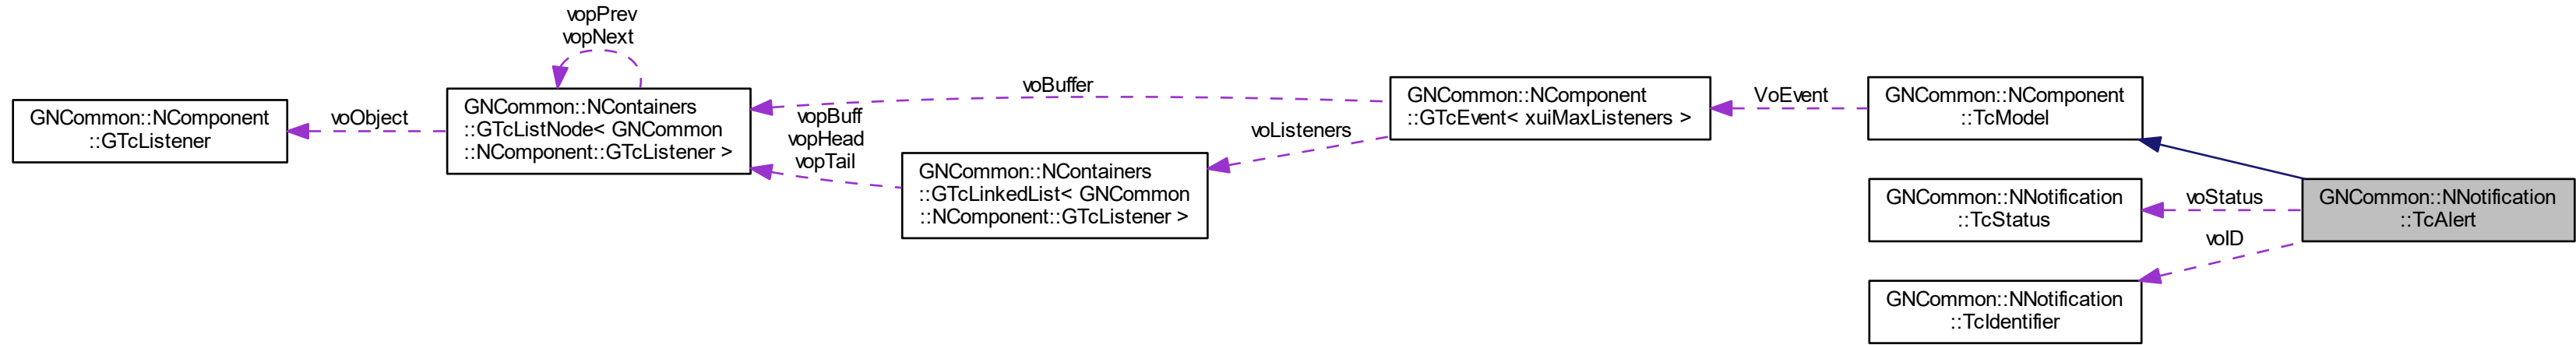 vopPrev
vopNext
GNCommon::NComponent
::GTcListener
voObject
GNCommon::NContainers
::GTcListNode< GNCommon
::NComponent::GTcListener >
voBuffer
vopBuff
vopHead
vopTail
GNCommon::NContainers
::GTcLinkedList< GNCommon
::NComponent::GTcListener >
voListeners
GNCommon::NComponent
::GTcEvent< xuiMaxListeners >
VoEvent
GNCommon::NComponent
::TcModel
GNCommon::NNotification
::TcStatus
voStatus
voID
GNCommon::NNotification
::TcIdentifier
GNCommon::NNotification
::TcAlert